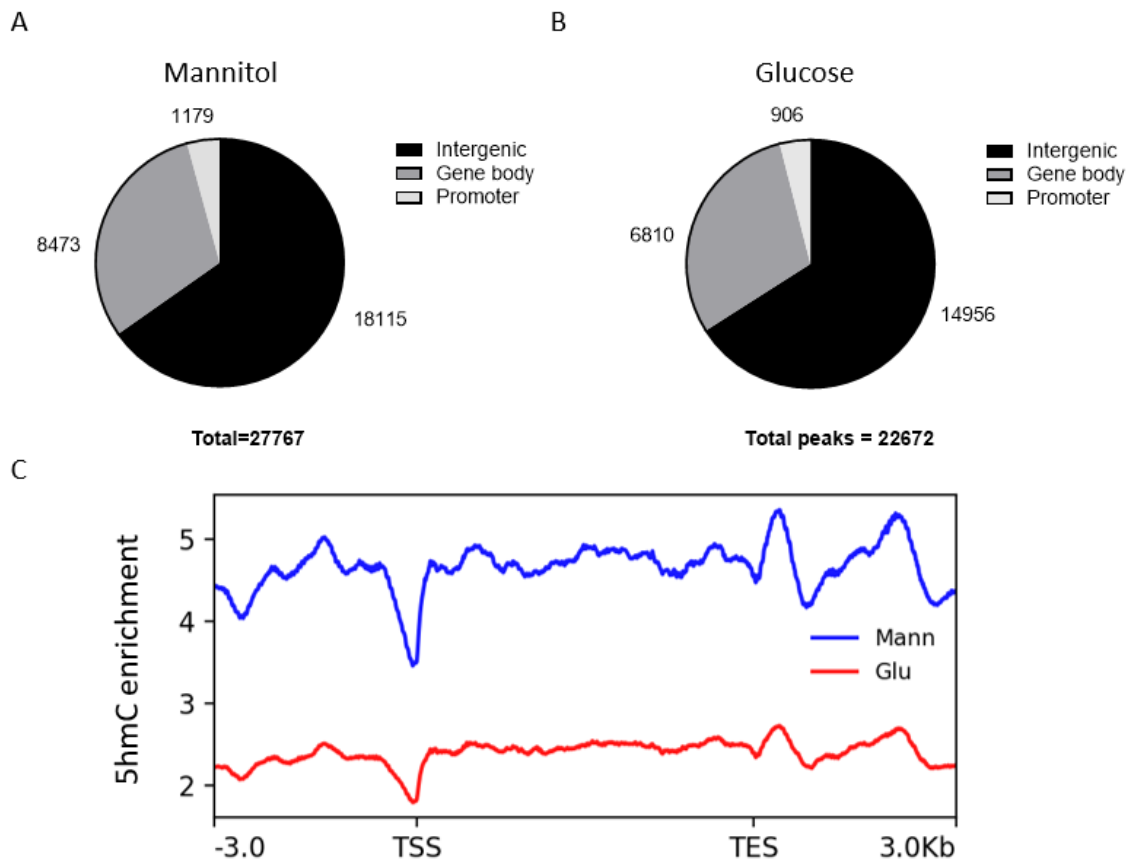 A
B
Mannitol
Glucose
1179
906
Intergenic
Gene body
Promoter
Intergenic
Gene body
Promoter
8473
6810
18115
14956
Total=27767
Total peaks = 22672
C
5hmC enrichment
5
4
3
2
Mann
Glu
-3.0
TSS
TES
3.0Kb